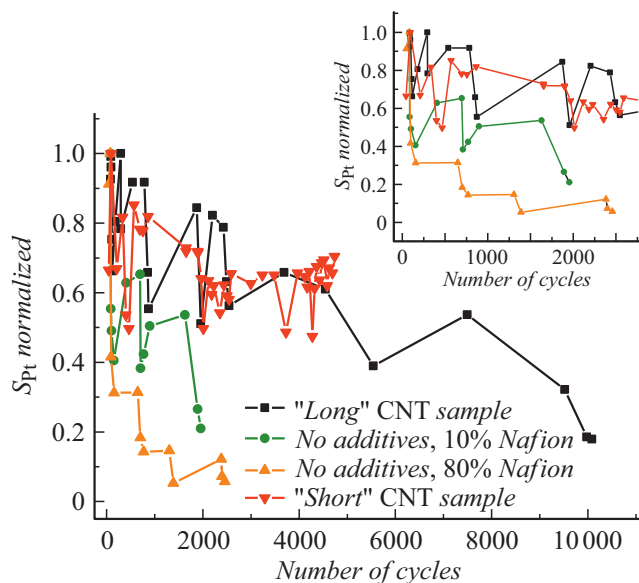 1.0
0.8
0.6
0.4
0.2
0
S_Pt normalized
0
1000
2000
Number of cycles
1.0
0.8
0.6
0.4
0.2
0
S_Pt normalized
"Long" CNT sample
No additives, 10% Nafion
No additives, 80% Nafion
"Short" CNT sample
0
2000
4000
6000
8000
10000
Number of cycles